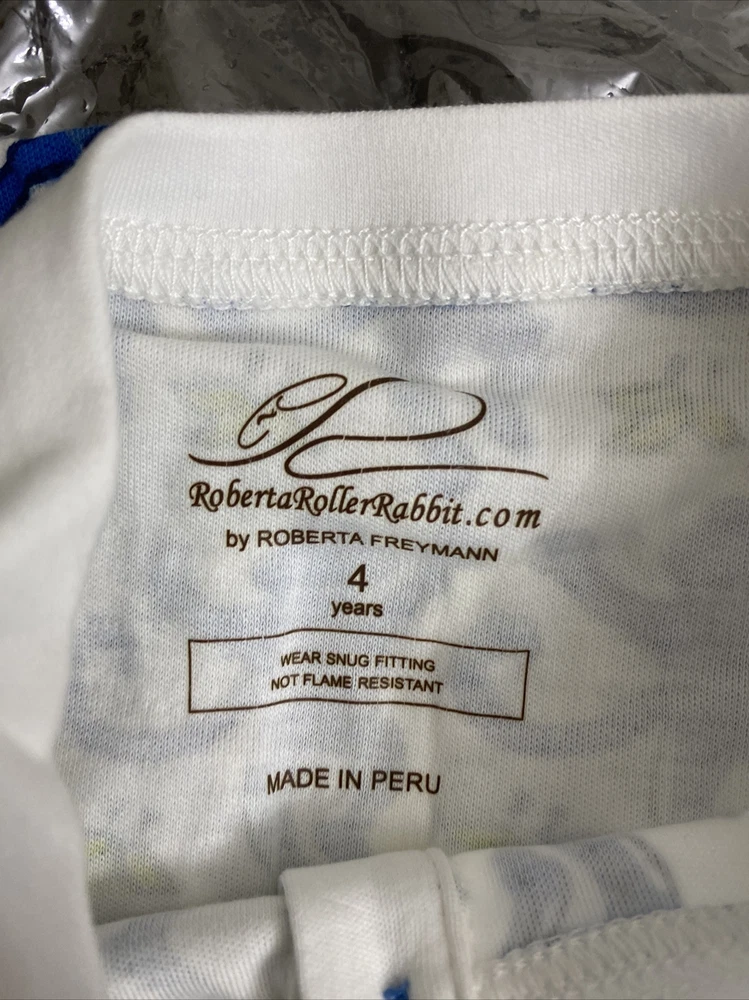 RobertaRollerRabbit.com
by ROBERTA FREYMANN
4
years
WEAR SNUG FITTING
NOT FLAME RESISTANT
MADE IN PERU